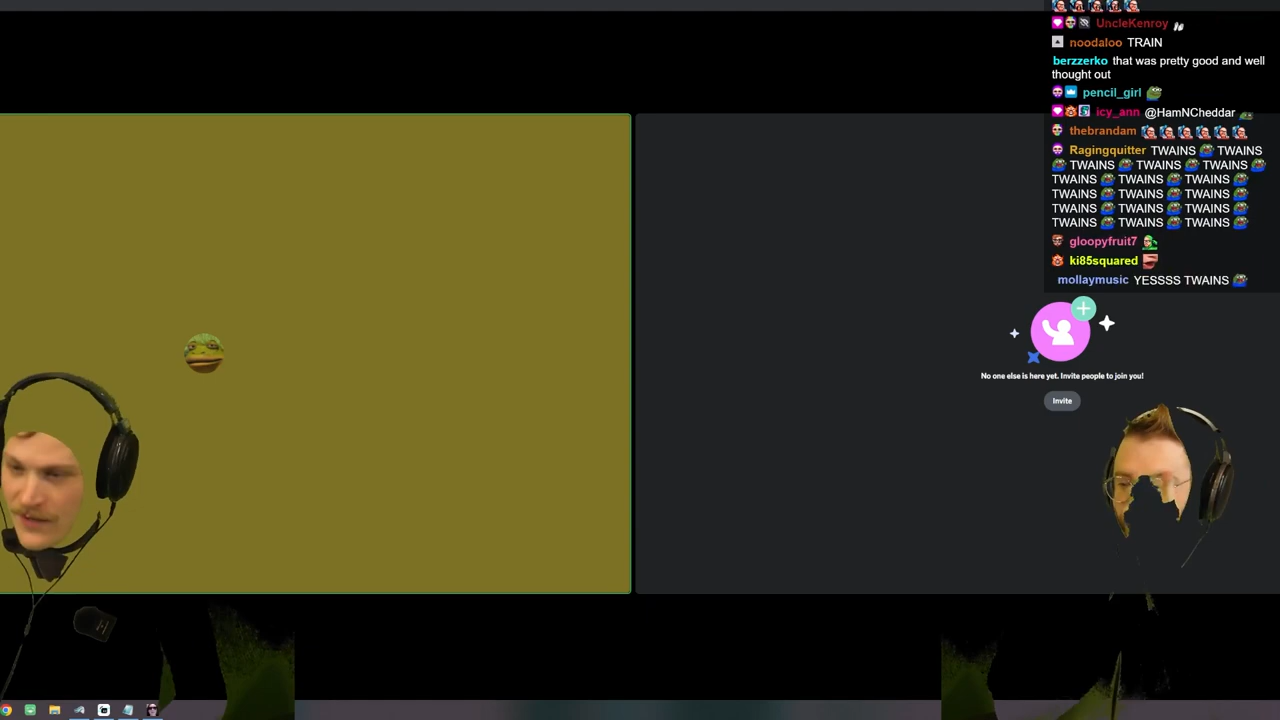 UncleKenroy
noodaloo TRAIN
berzzerko that was pretty good and well
thought out
pencil_girl
icy_ann @HamNCheddar
thebrandam
Ragingquitter TWAINS TWAINS
TWAINS TWAINS TWAINS
TWAINS TWAINS TWAINS
TWAINS TWAINS TWAINS
TWAINS TWAINS TWAINS
TWAINS TWAINS TWAINS
gloopyfruit7
ki85squared
mollaymusic YESSSS TWAINS
No one else is here yet. Invite people to join you!
Invite